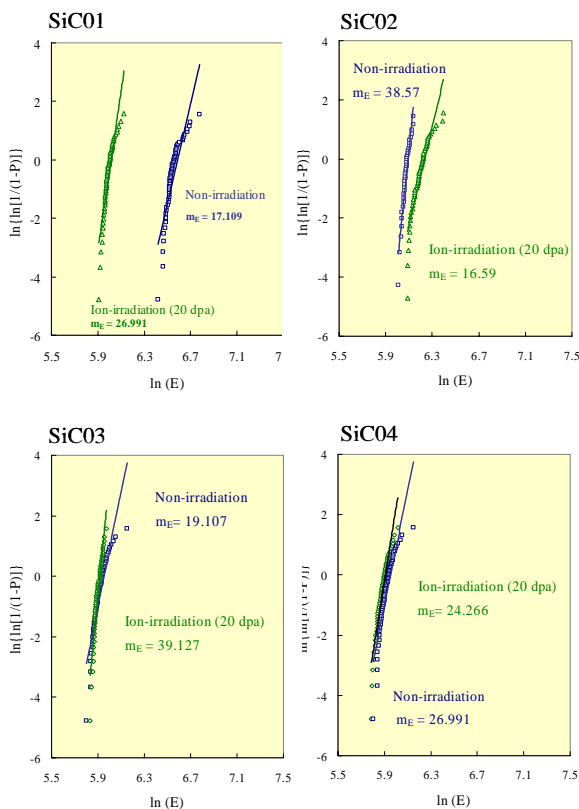 SiC01
4
2
0
-2
-4
-6
ln{ln[1/(1-P)]}
Non-irradiation
mE = 17.109
Ion-irradiation (20 dpa)
mE = 26.991
5.5 5.9 6.3 6.7 7.1 7
ln (E)
SiC02
4
2
0
-2
-4
-6
ln{ln[1/(1-P)]}
Non-irradiation
mE = 38.57
Ion-irradiation (20 dpa)
mE = 16.59
5.5 5.9 6.3 6.7 7.1 7.5
ln (E)
SiC03
4
2
0
-2
-4
-6
ln{ln[1/(1-P)]}
Non-irradiation
mE= 19.107
Ion-irradiation (20 dpa)
mE= 39.127
5.5 5.9 6.3 6.7 7.1 7.5
ln (E)
SiC04
4
2
0
-2
-4
-6
ln[1/(1-P)]}
Ion-irradiation (20 dpa)
mE= 24.266
Non-irradiation
mE= 26.991
5.5 5.9 6.3 6.7 7.1 7.5
ln (E)